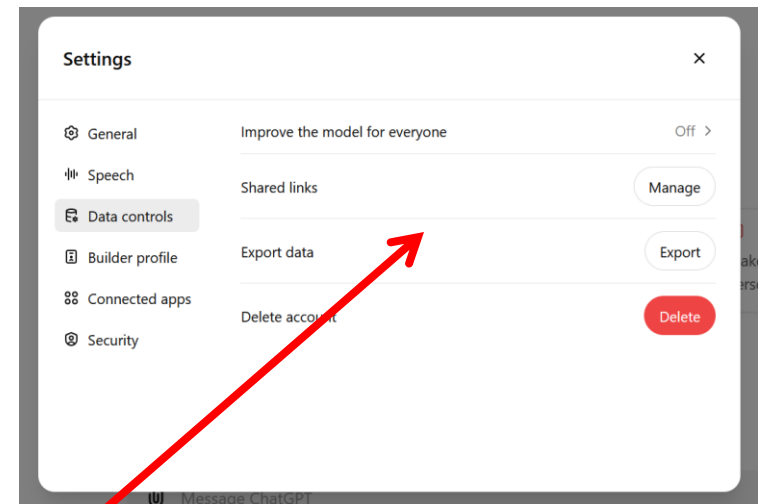 Settings
General
Speech
Data controls
Builder profile
Connected apps
Security
Improve the model for everyone Off
Shared links Manage
Export data Export
Delete account Delete
Message ChatGPT